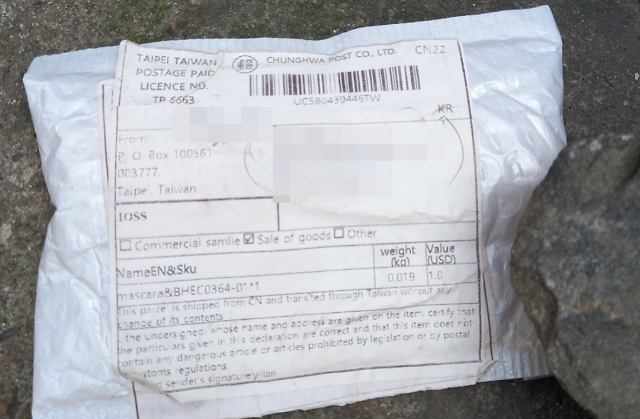 TAIPEI TAIWAN
POSTAGE PAID
LICENCE NO.
TP 6663
CHUNGHWA POST CO., LTD.
CN22
UC580439446TW
KR
From:
P. O. Box 100561-
003777,
Taipei, Taiwan
IOSS
Commercial samlie Sale of goods Other
NameEN&Sku
weight (kg)
Value (USD)
mascara&BHEC0364-01*1
0.019
1.0
This parcel is shipped from CN and transited through Taiwan without any
change of its contents
the undersigned, whose name and address are given on the item, certify that
the particulars given in this declaration are correct and that this item does not
contain any dangerous article or articles prohibited by legislation or by postal
customs regulations.
sender's signature